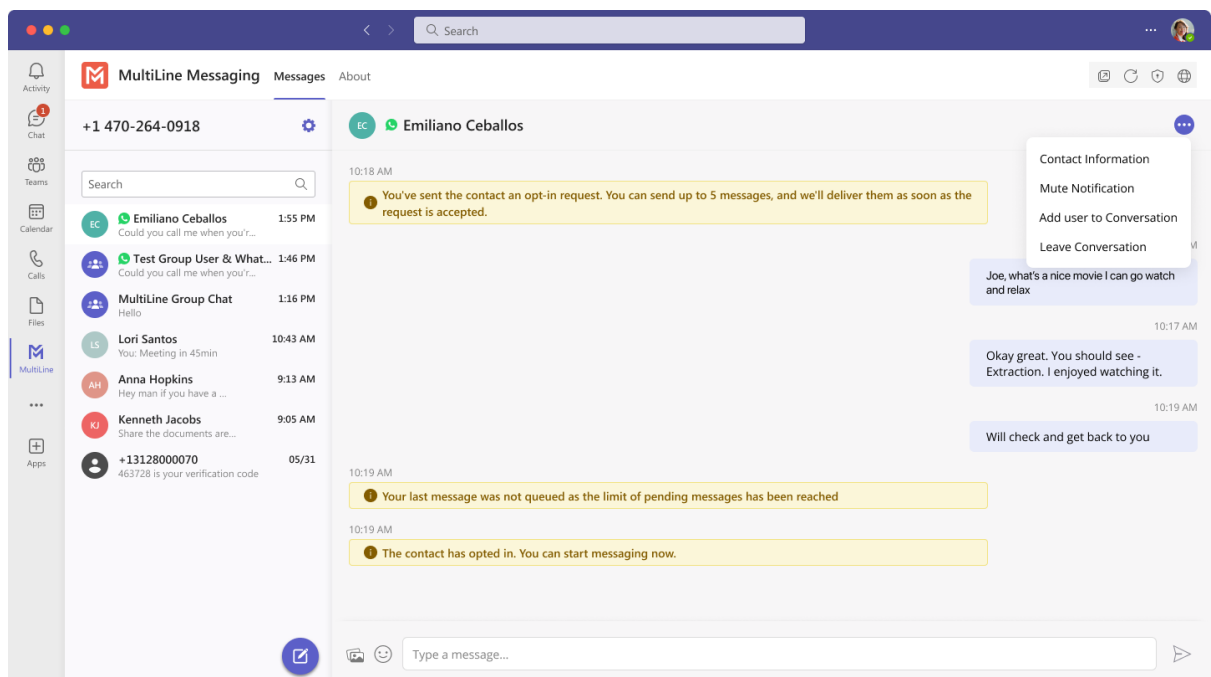 Search
Activity
Chat
1
Teams
Calendar
Calls
Files
MultiLine
Apps
MultiLine Messaging
Messages
About
+1 470-264-0918
Search
EC
Emiliano Ceballos
1:55 PM
Could you call me when you'r...
Test Group User & What...
1:46 PM
Could you call me when you'r...
MultiLine Group Chat
1:16 PM
Hello
LS
Lori Santos
10:43 AM
You: Meeting in 45min
AH
Anna Hopkins
9:13 AM
Hey man if you have a ...
KJ
Kenneth Jacobs
9:05 AM
Share the documents are...
+13128000070
05/31
463728 is your verification code
EC
Emiliano Ceballos
Contact Information
Mute Notification
Add user to Conversation
Leave Conversation
10:18 AM
You've sent the contact an opt-in request. You can send up to 5 messages, and we'll deliver them as soon as the
request is accepted.
M
Joe, what's a nice movie I can go watch
and relax
10:17 AM
Okay great. You should see -
Extraction. I enjoyed watching it.
10:19 AM
Will check and get back to you
10:19 AM
Your last message was not queued as the limit of pending messages has been reached
10:19 AM
The contact has opted in. You can start messaging now.
Type a message...